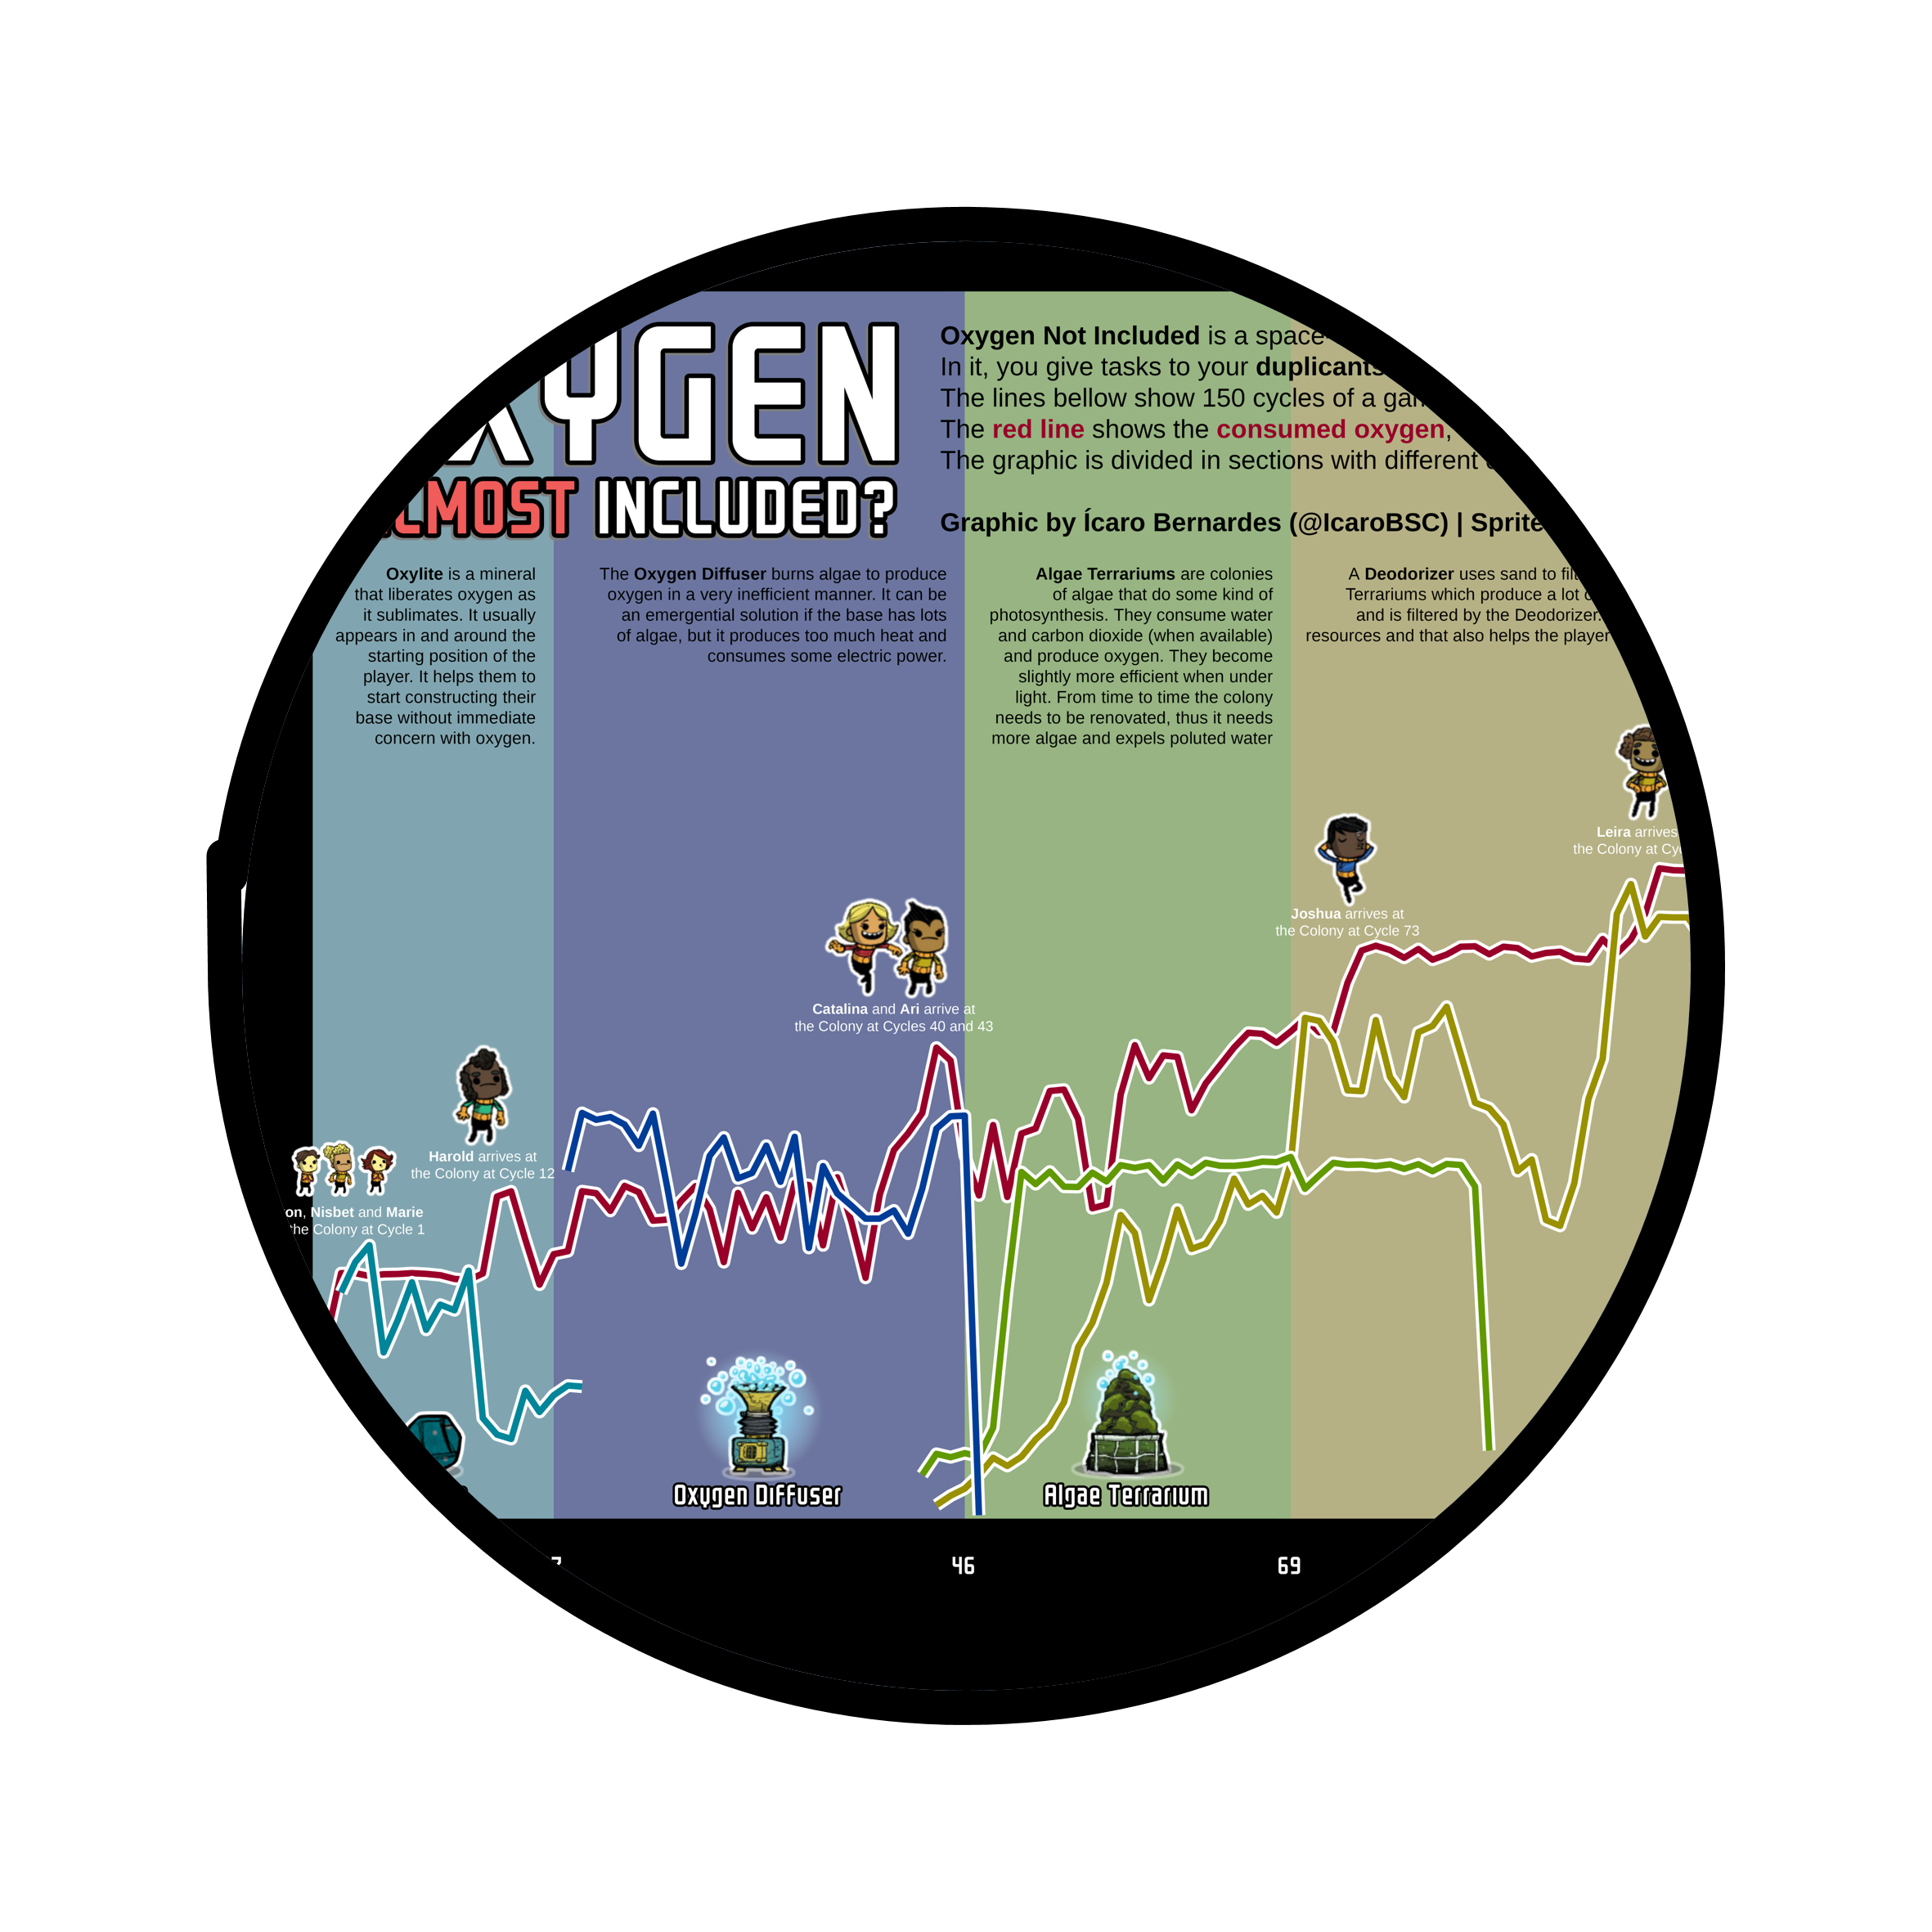 OXYGEN
ALMOST INCLUDED?
Oxygen Not Included is a space
In it, you give tasks to your duplicants
The lines bellow show 150 cycles of a
The red line shows the consumed oxygen,
The graphic is divided in sections with different
Graphic by Ícaro Bernardes (@IcaroBSC) | Sprite
Oxylite is a mineral
that liberates oxygen as
it sublimates. It usually
appears in and around the
starting position of the
player. It helps them to
start constructing their
base without immediate
concern with oxygen.
The Oxygen Diffuser burns algae to produce
oxygen in a very inefficient manner. It can be
an emergential solution if the base has lots
of algae, but it produces too much heat and
consumes some electric power.
Algae Terrariums are colonies
of algae that do some kind of
photosynthesis. They consume water
and carbon dioxide (when available)
and produce oxygen. They become
slightly more efficient when under
light. From time to time the colony
needs to be renovated, thus it needs
more algae and expels poluted water
A Deodorizer uses sand to
Terrariums which produce a lot
and is filtered by the Deodorizer.
resources and that also helps the player
Leira arrives
the Colony at
Joshua arrives at
the Colony at Cycle 73
Catalina and Ari arrive at
the Colony at Cycles 40 and 43
Harold arrives at
the Colony at Cycle 12
on, Nisbet and Marie
the Colony at Cycle 1
Oxygen Diffuser
Algae Terrarium
46
69